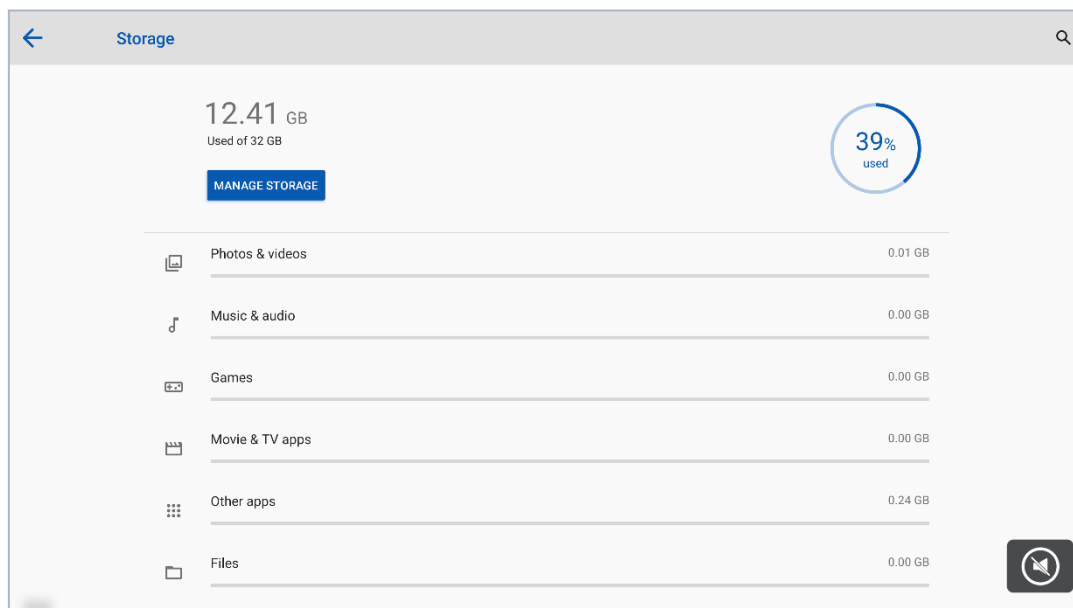 Storage
12.41 GB
Used of 32 GB
39%
used
MANAGE STORAGE
Photos & videos 0.01 GB
Music & audio 0.00 GB
Games 0.00 GB
Movie & TV apps 0.00 GB
Other apps 0.24 GB
Files 0.00 GB